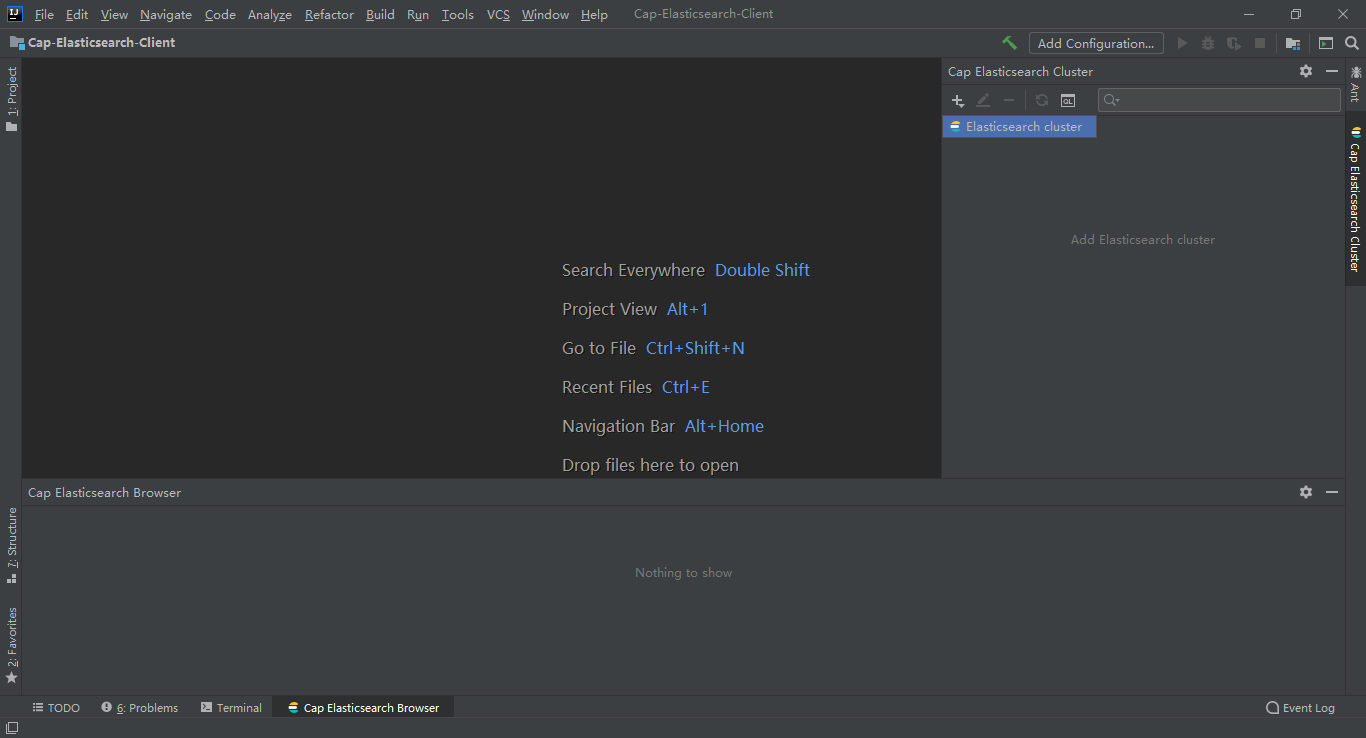 IJ File Edit View Navigate Code Analyze Refactor Build Run Tools VCS Window Help Cap-Elasticsearch-Client
Cap-Elasticsearch-Client Add Configuration...
1: Project
Cap Elasticsearch Cluster
Ant
QL
Elasticsearch cluster
Cap Elasticsearch Cluster
Add Elasticsearch cluster
Search Everywhere Double Shift
Project View Alt+1
Go to File Ctrl+Shift+N
Recent Files Ctrl+E
Navigation Bar Alt+Home
Drop files here to open
Cap Elasticsearch Browser
7: Structure
Nothing to show
2: Favorites
TODO 6: Problems Terminal Cap Elasticsearch Browser Event Log